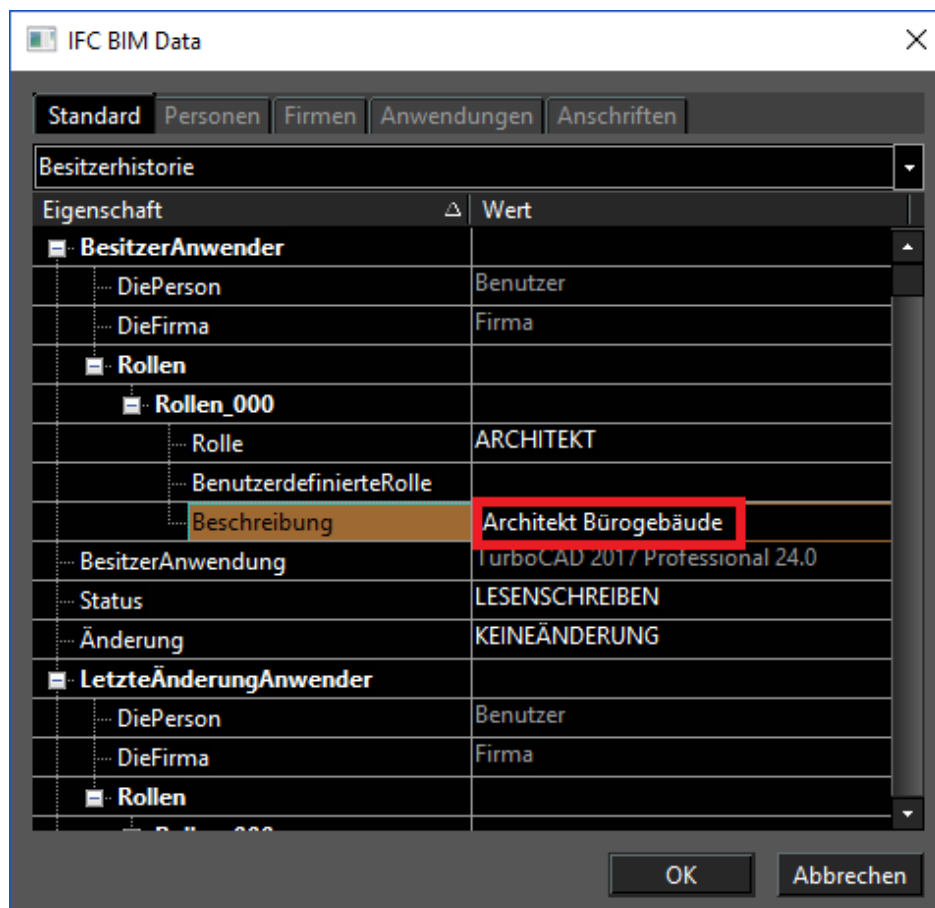 IFC BIM Data
Standard Personen Firmen Anwendungen Anschriften
Besitzerhistorie
Eigenschaft Wert
BesitzerAnwender
DiePerson Benutzer
DieFirma Firma
Rollen
Rollen_000
Rolle ARCHITEKT
BenutzerdefinierteRolle
Beschreibung Architekt Bürogebäude
BesitzerAnwendung TurboCAD 2017 Professional 24.0
Status LESENSCHREIBEN
Änderung KEINEÄNDERUNG
LetzteÄnderungAnwender
DiePerson Benutzer
DieFirma Firma
Rollen
OK Abbrechen